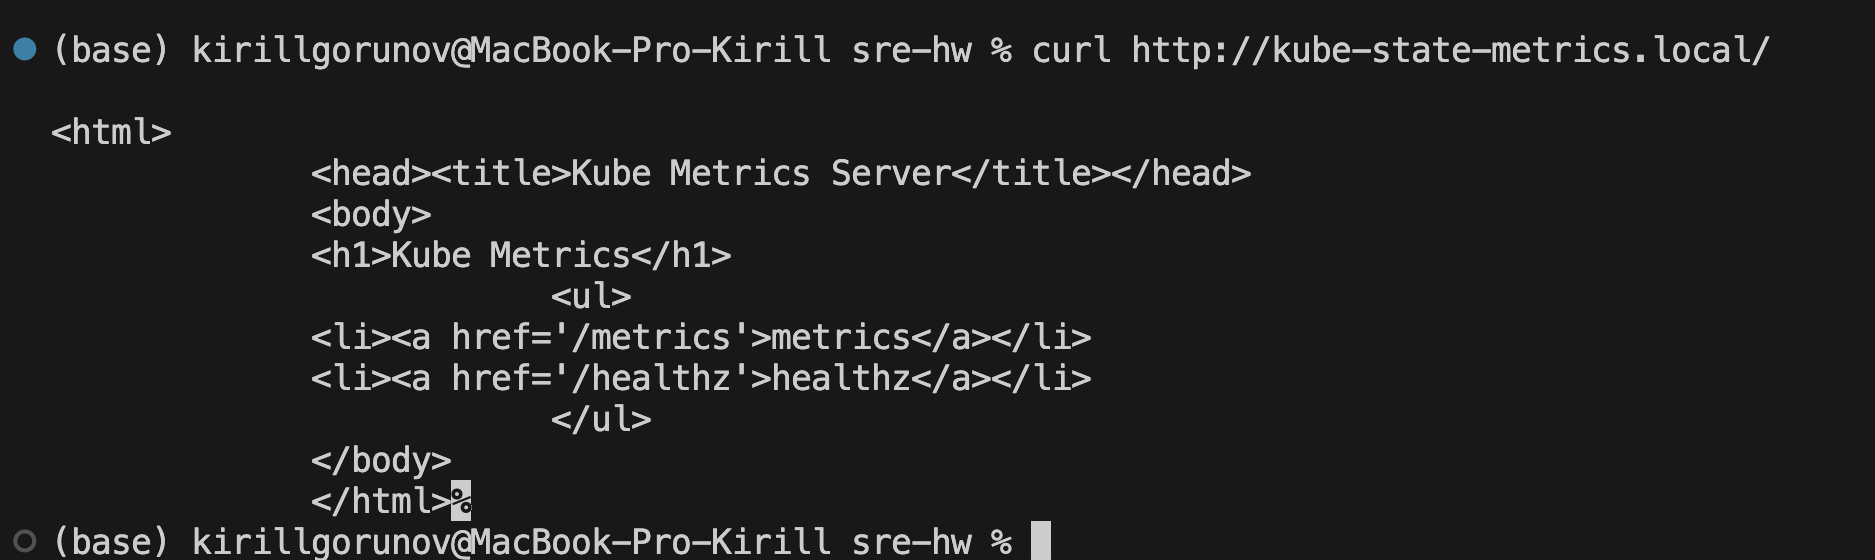 (base) kirillgorunov@MacBook-Pro-Kirill sre-hw % curl http://kube-state-metrics.local/
<html>
<head><title>Kube Metrics Server</title></head>
<body>
<h1>Kube Metrics</h1>
<ul>
<li><a href='/metrics'>metrics</a></li>
<li><a href='/healthz'>healthz</a></li>
</ul>
</body>
</html>%
(base) kirillgorunov@MacBook-Pro-Kirill sre-hw %